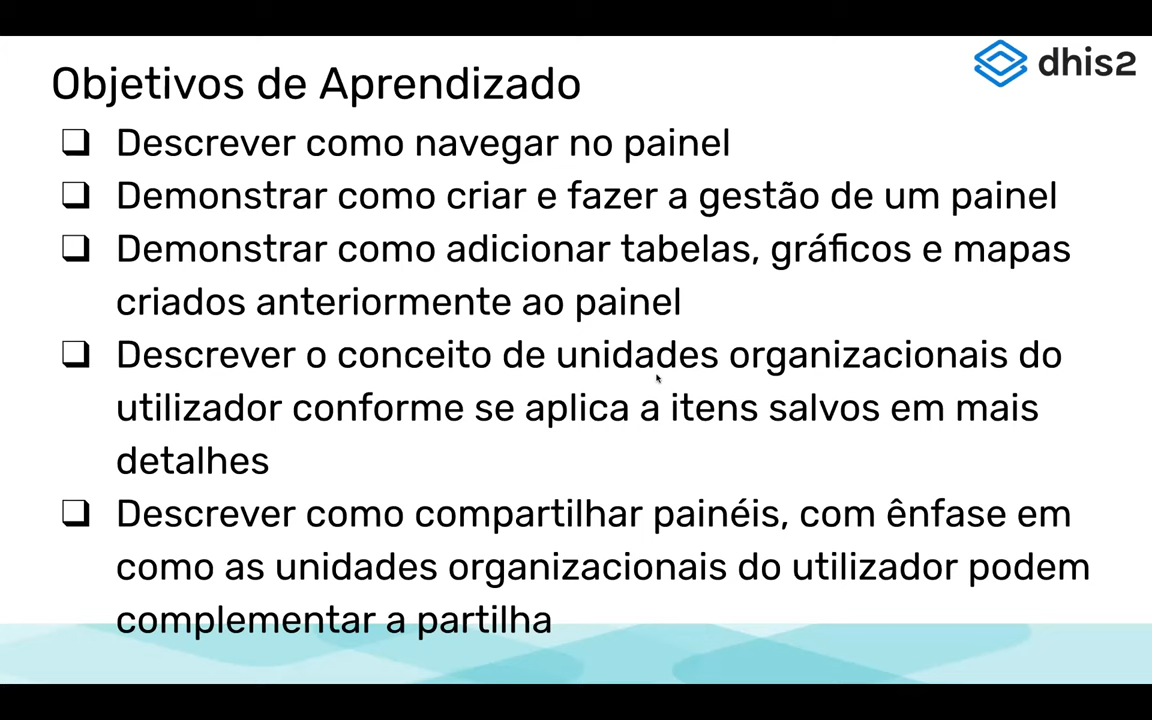 dhis2
Objetivos de Aprendizado
❑ Descrever como navegar no painel
❑ Demonstrar como criar e fazer a gestão de um painel
❑ Demonstrar como adicionar tabelas, gráficos e mapas
criados anteriormente ao painel
❑ Descrever o conceito de unidades organizacionais do
utilizador conforme se aplica a itens salvos em mais
detalhes
❑ Descrever como compartilhar painéis, com ênfase em
como as unidades organizacionais do utilizador podem
complementar a partilha